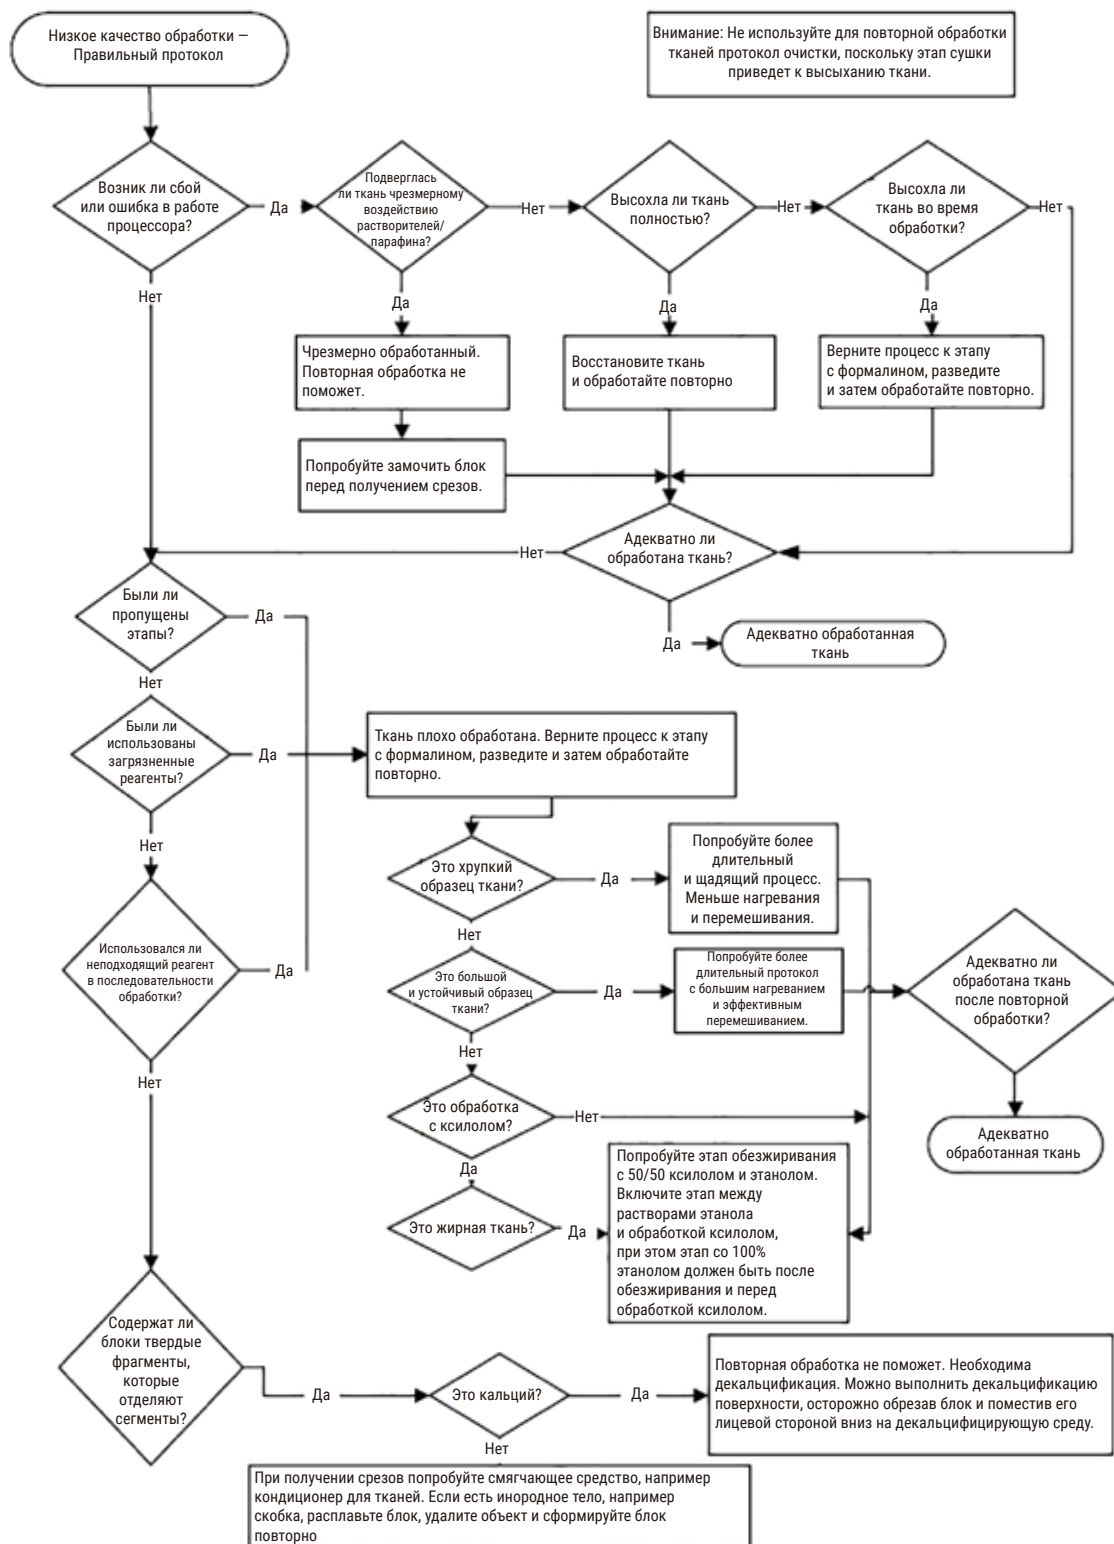 Низкое качество обработки —
Правильный протокол
Внимание: Не используйте для повторной обработки
тканей протокол очистки, поскольку этап сушки
приведет к высыханию ткани.
Возник ли сбой
или ошибка в работе
процессора?
Да
Подверглась
ли ткань чрезмерному
воздействию
растворителей/
парафина?
Нет
Высохла ли ткань
полностью?
Нет
Высохла ли
ткань во время
обработки?
Нет
Нет
Да
Да
Да
Чрезмерно обработанный.
Повторная обработка не
поможет.
Восстановите ткань
и обработайте повторно
Верните процесс к этапу
с формалином, разведите
и затем обработайте повторно.
Попробуйте замочить блок
перед получением срезов.
Адекватно ли
обработана ткань?
Нет
Да
Адекватно обработанная
ткань
Были ли
пропущены
этапы?
Да
Нет
Были ли
использованы
загрязненные
реагенты?
Да
Ткань плохо обработана. Верните процесс к этапу
с формалином, разведите и затем обработайте
повторно.
Нет
Это хрупкий
образец ткани?
Да
Попробуйте более
длительный
и щадящий процесс.
Меньше нагревания
и перемешивания.
Нет
Использовался ли
неподходящий реагент
в последовательности
обработки?
Да
Это большой
и устойчивый образец
ткани?
Да
Попробуйте более
длительный протокол
с большим нагреванием
и эффективным
перемешиванием.
Адекватно ли
обработана ткань
после повторной
обработки?
Нет
Нет
Это обработка
с ксилолом?
Нет
Адекватно
обработанная ткань
Да
Это жирная ткань?
Да
Попробуйте этап обезжиривания
с 50/50 ксилолом и этанолом.
Включите этап между
растворами этанола
и обработкой ксилолом,
при этом этап со 100%
этанолом должен быть после
обезжиривания и перед
обработкой ксилолом.
Содержат ли
блоки твердые
фрагменты,
которые
отделяют
сегменты?
Да
Это кальций?
Да
Повторная обработка не поможет. Необходима
декальцификация. Можно выполнить декальцификацию
поверхности, осторожно обрезав блок и поместив его
лицевой стороной вниз на декальцифицирующую среду.
Нет
При получении срезов попробуйте смягчающее средство, например
кондиционер для тканей. Если есть инородное тело, например
скобка, расплавьте блок, удалите объект и сформируйте блок
повторно